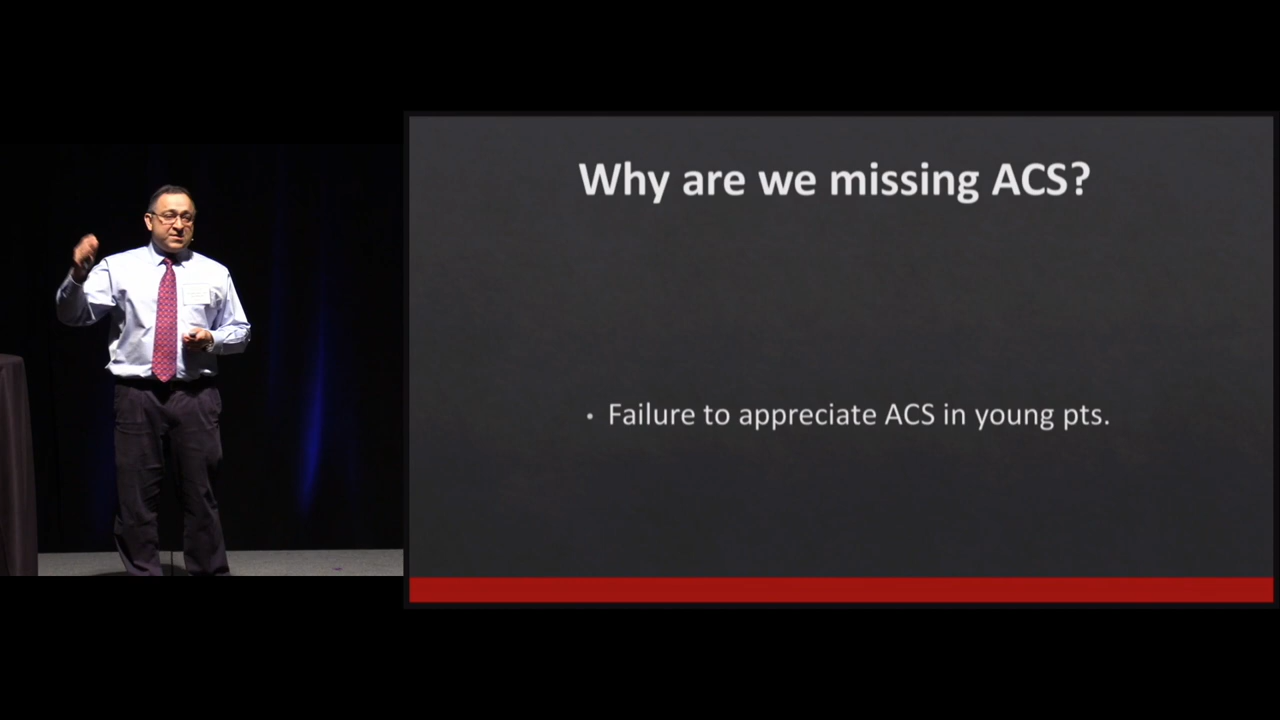 Why are we missing ACS?
• Failure to appreciate ACS in young pts.